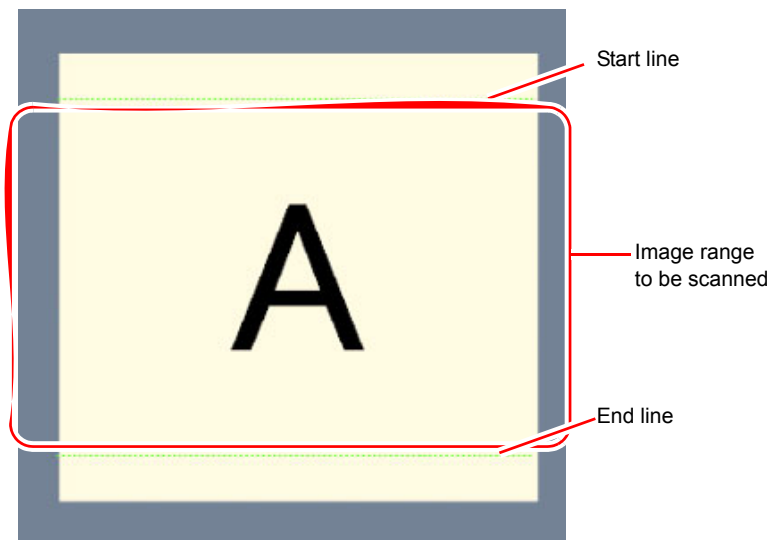 Start line
A
Image range
to be scanned
End line